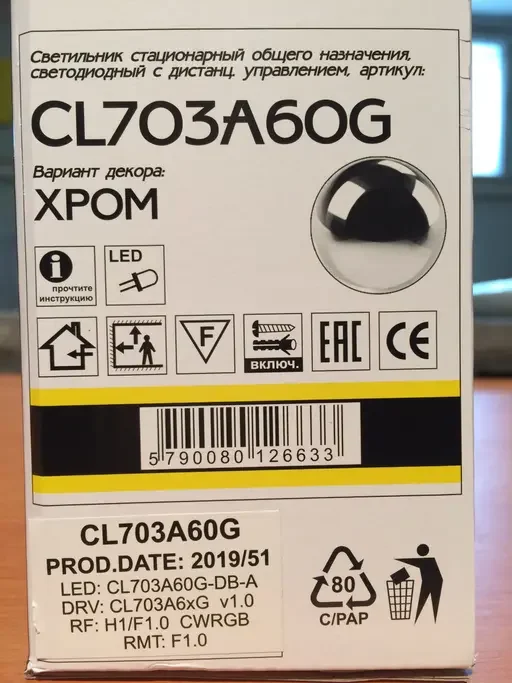 Светильник стационарный общего назначения,
светодиодный с дистанц. управлением, артикул:
CL703A60G
Вариант декора:
ХРОМ
i
прочтите
инструкцию
LED
F
ВКЛЮЧ.
EAC
CE
5 790080 126633
CL703A60G
PROD.DATE: 2019/51
LED: CL703A60G-DB-A
DRV: CL703A6xG v1.0
RF: H1/F1.0 CWRGB
RMT: F1.0
80
C/PAP